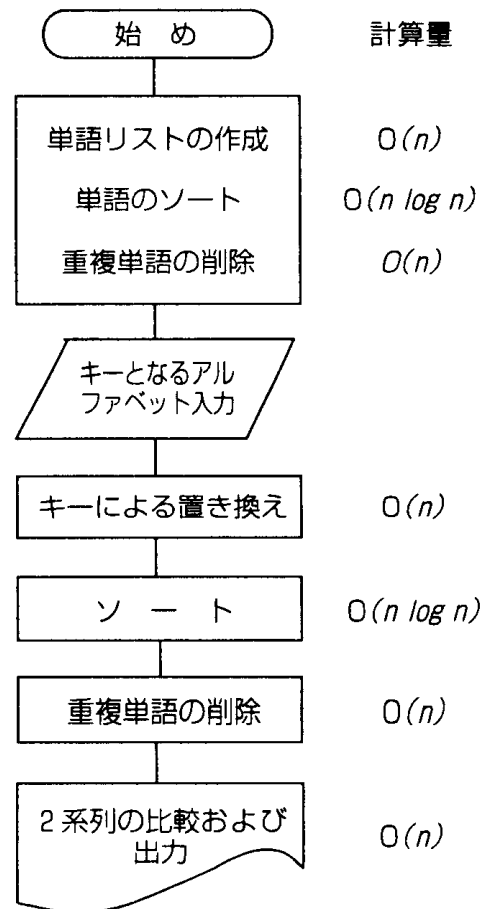 始 め 計算量
単語リストの作成 O(n)
単語のソート O(n log n)
重複単語の削除 O(n)
キーとなるアル
ファベット入力
キーによる置き換え O(n)
ソ ー ト O(n log n)
重複単語の削除 O(n)
2系列の比較および
出力 O(n)